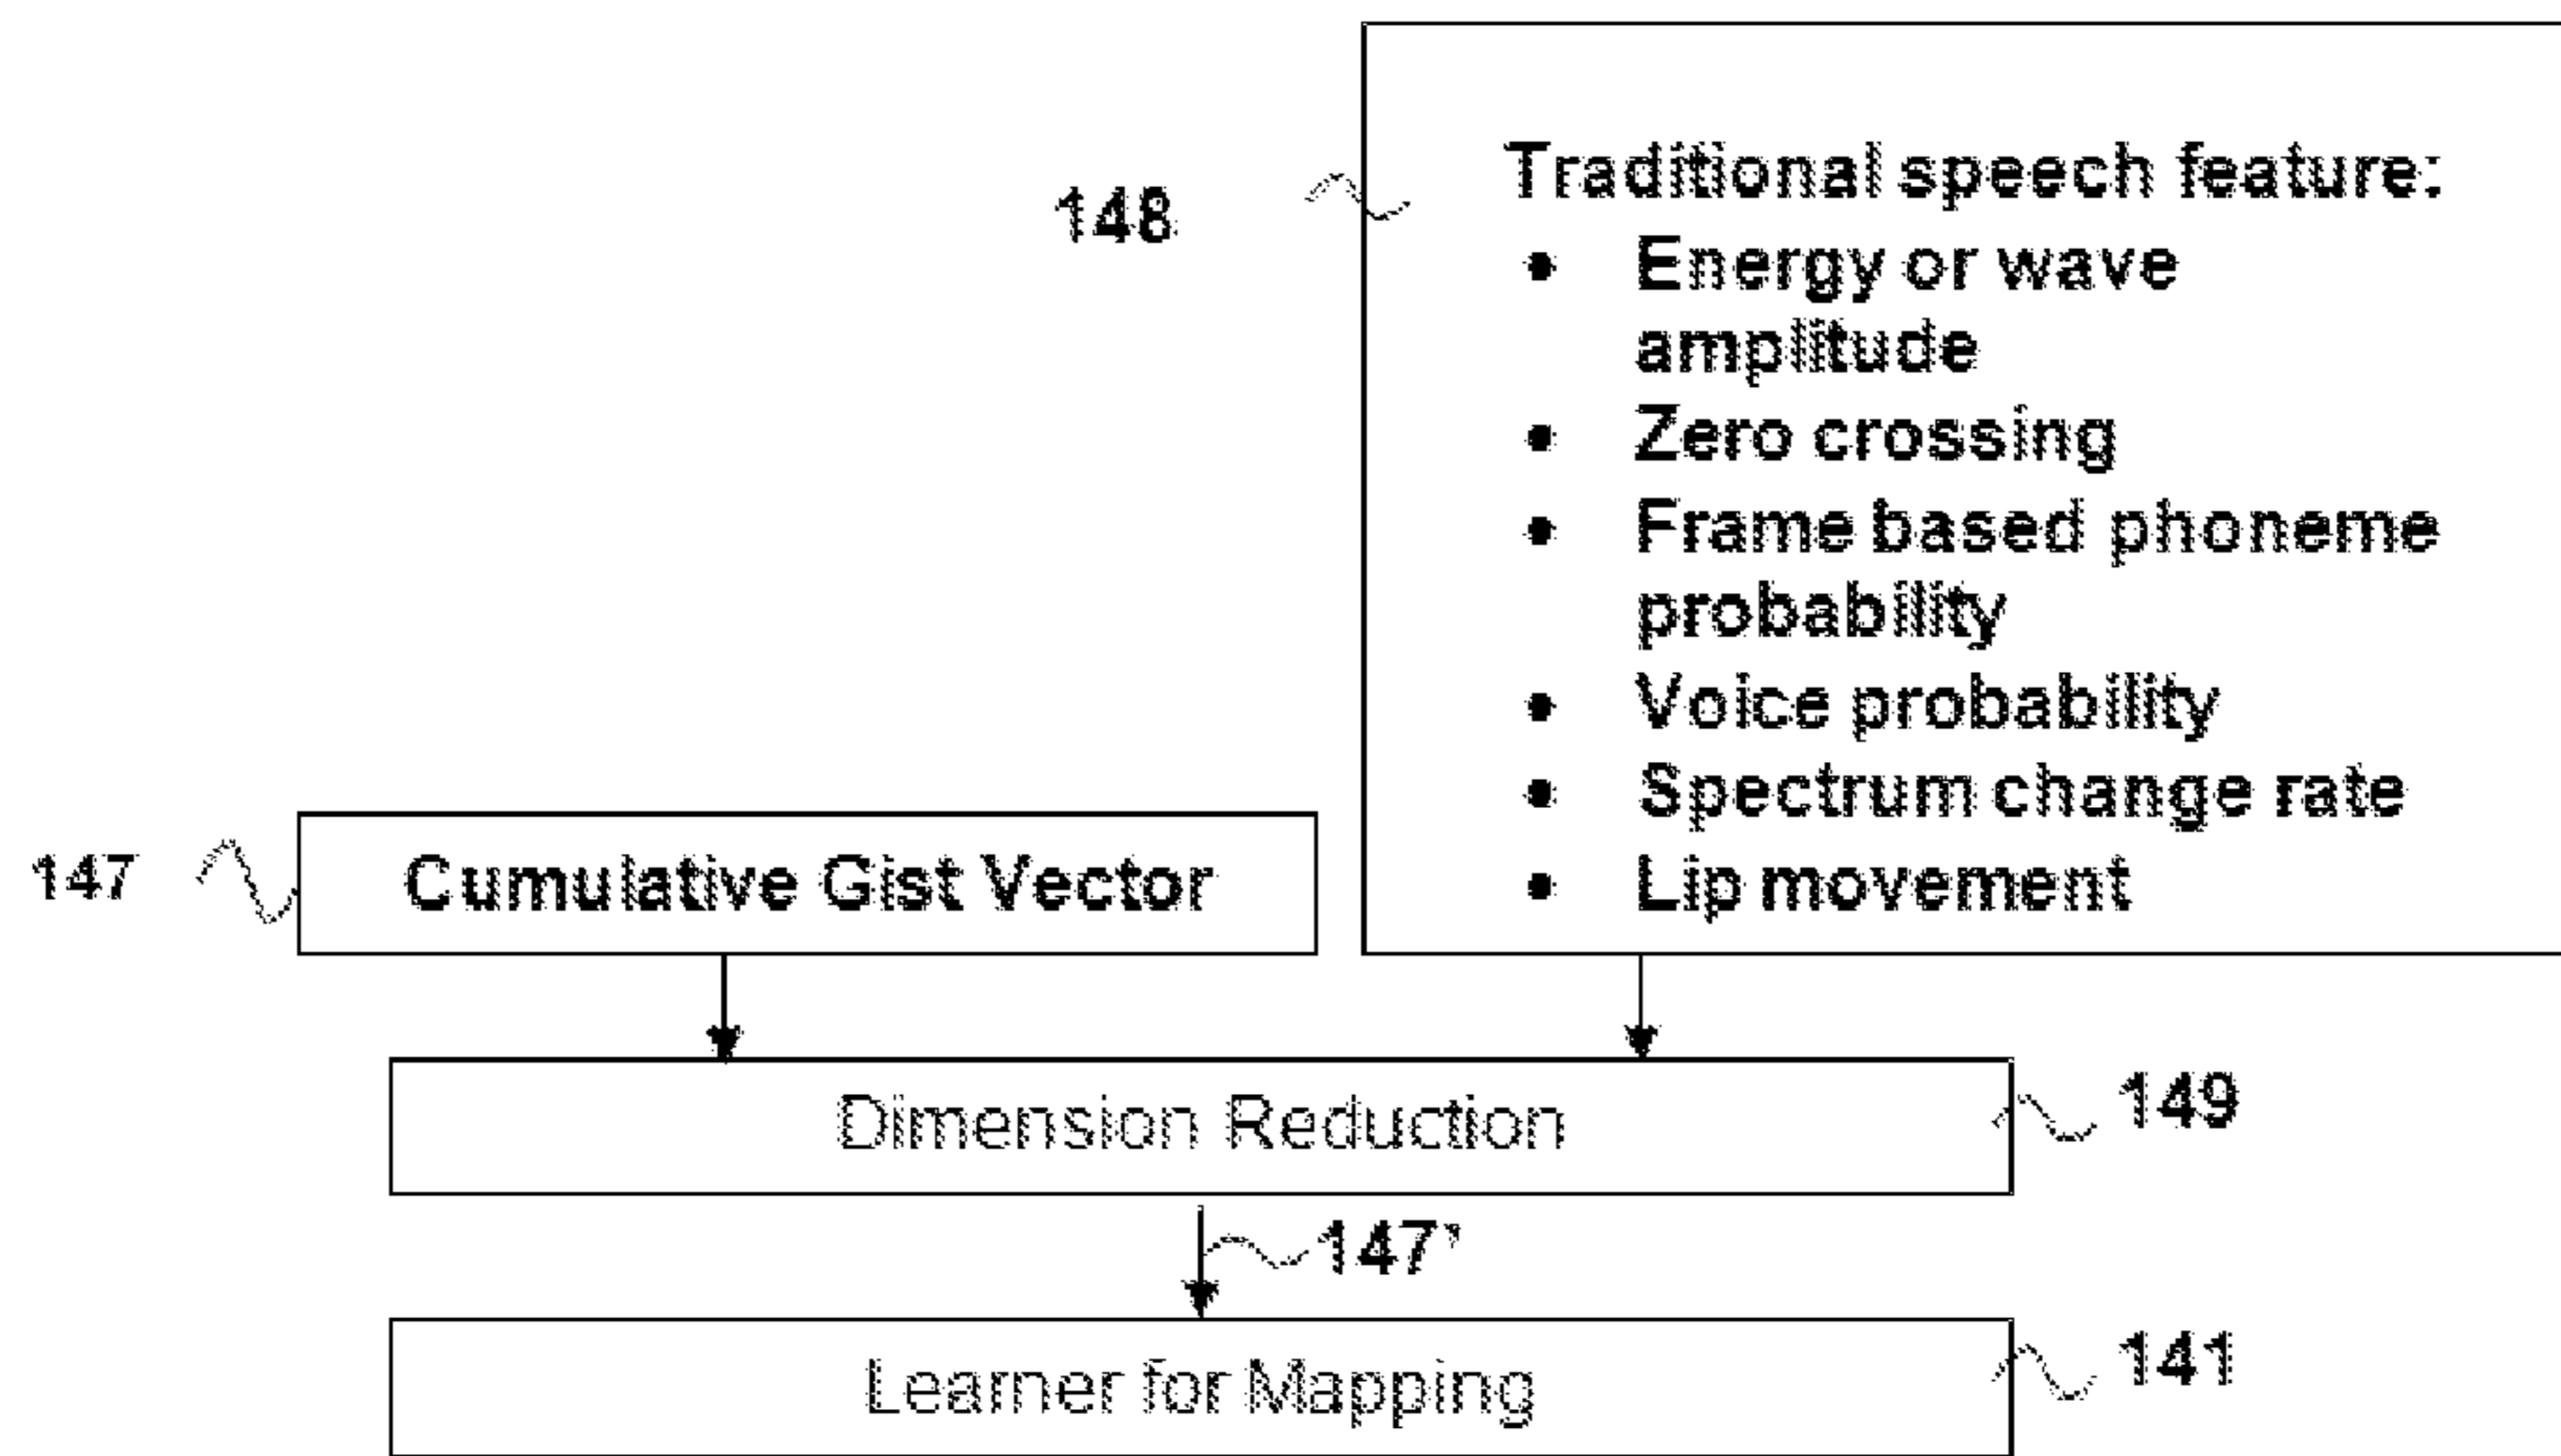 148
Traditional speech feature:
• Energy or wave
amplitude
• Zero crossing
• Frame based phoneme
probability
• Voice probability
• Spectrum change rate
• Lip movement
147
Cumulative Gist Vector
Dimension Reduction
149
147'
Learner for Mapping
141